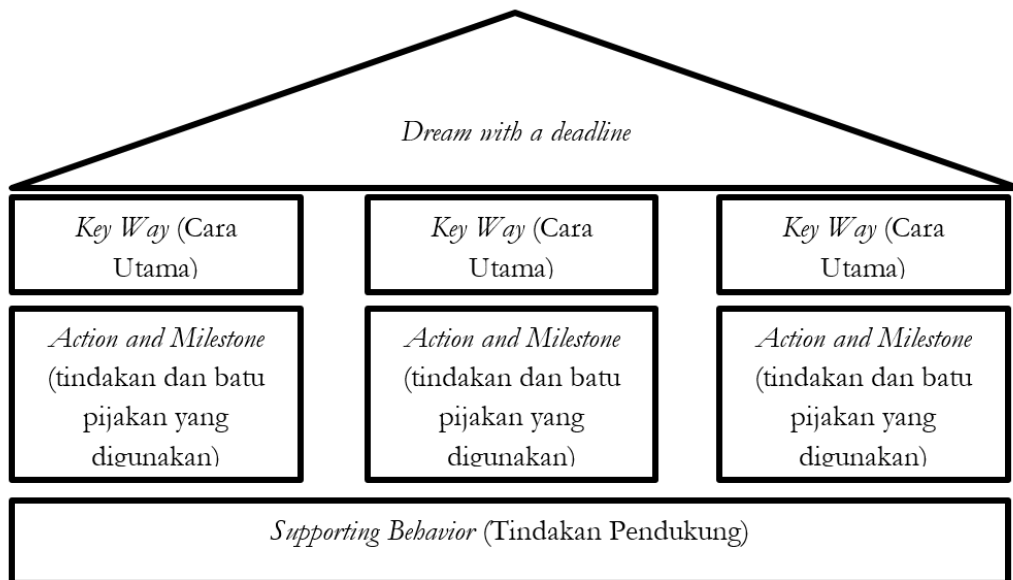 Dream with a deadline
Key Way (Cara
Utama)
Key Way (Cara
Utama)
Key Way (Cara
Utama)
Action and Milestone
(tindakan dan batu
pijakan yang
digunakan)
Action and Milestone
(tindakan dan batu
pijakan yang
digunakan)
Action and Milestone
(tindakan dan batu
pijakan yang
digunakan)
Supporting Behavior (Tindakan Pendukung)